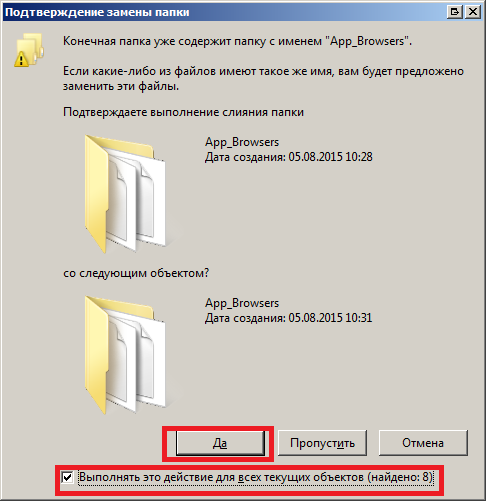 Подтверждение замены папки
Конечная папка уже содержит папку с именем "App_Browsers".
Если какие-либо из файлов имеют такое же имя, вам будет предложено
заменить эти файлы.
Подтверждаете выполнение слияния папки
App_Browsers
Дата создания: 05.08.2015 10:28
со следующим объектом?
App_Browsers
Дата создания: 05.08.2015 10:31
Да
Пропустить
Отмена
Выполнять это действие для всех текущих объектов (найдено: 8)